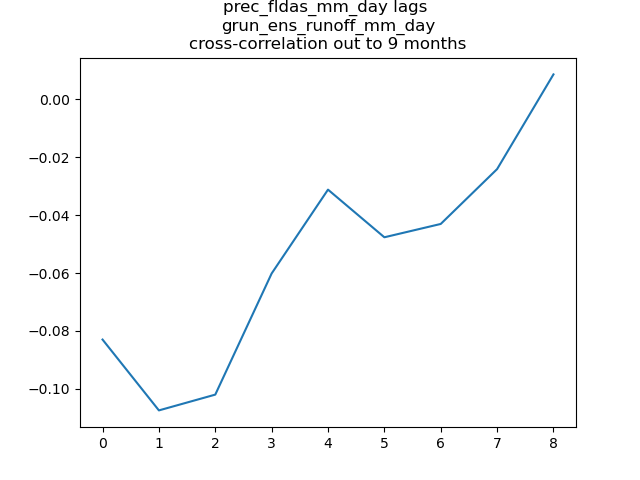 prec_fldas_mm_day lags
grun_ens_runoff_mm_day
cross-correlation out to 9 months
0.00
−0.02
−0.04
−0.06
−0.08
−0.10
0 1 2 3 4 5 6 7 8